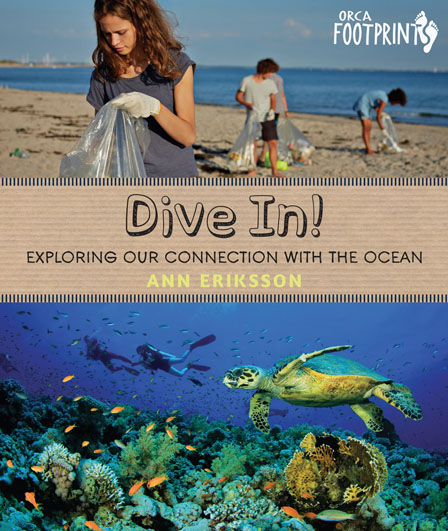 ORCA
FOOTPRINTS
Dive In!
EXPLORING OUR CONNECTION WITH THE OCEAN
ANN ERIKSSON